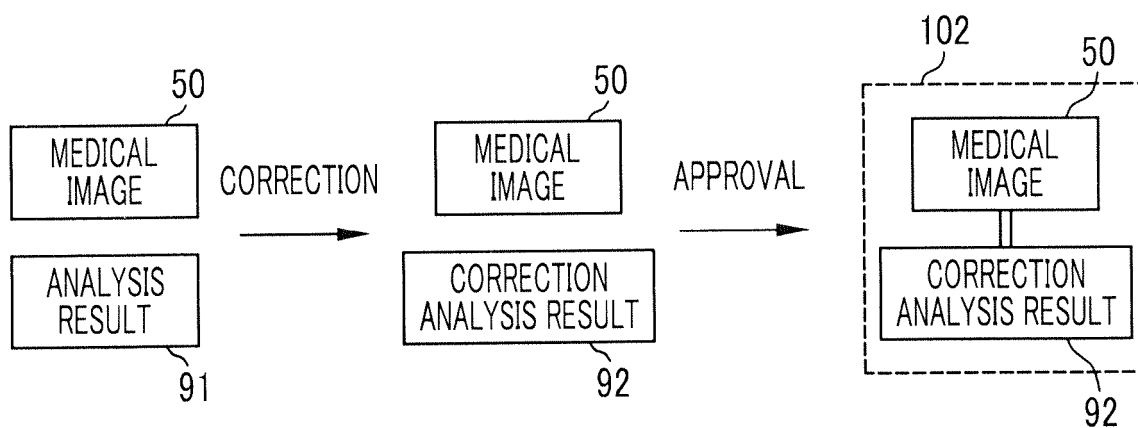 50
MEDICAL
IMAGE
ANALYSIS
RESULT
91
CORRECTION
50
MEDICAL
IMAGE
CORRECTION
ANALYSIS RESULT
92
APPROVAL
102
50
MEDICAL
IMAGE
CORRECTION
ANALYSIS RESULT
92